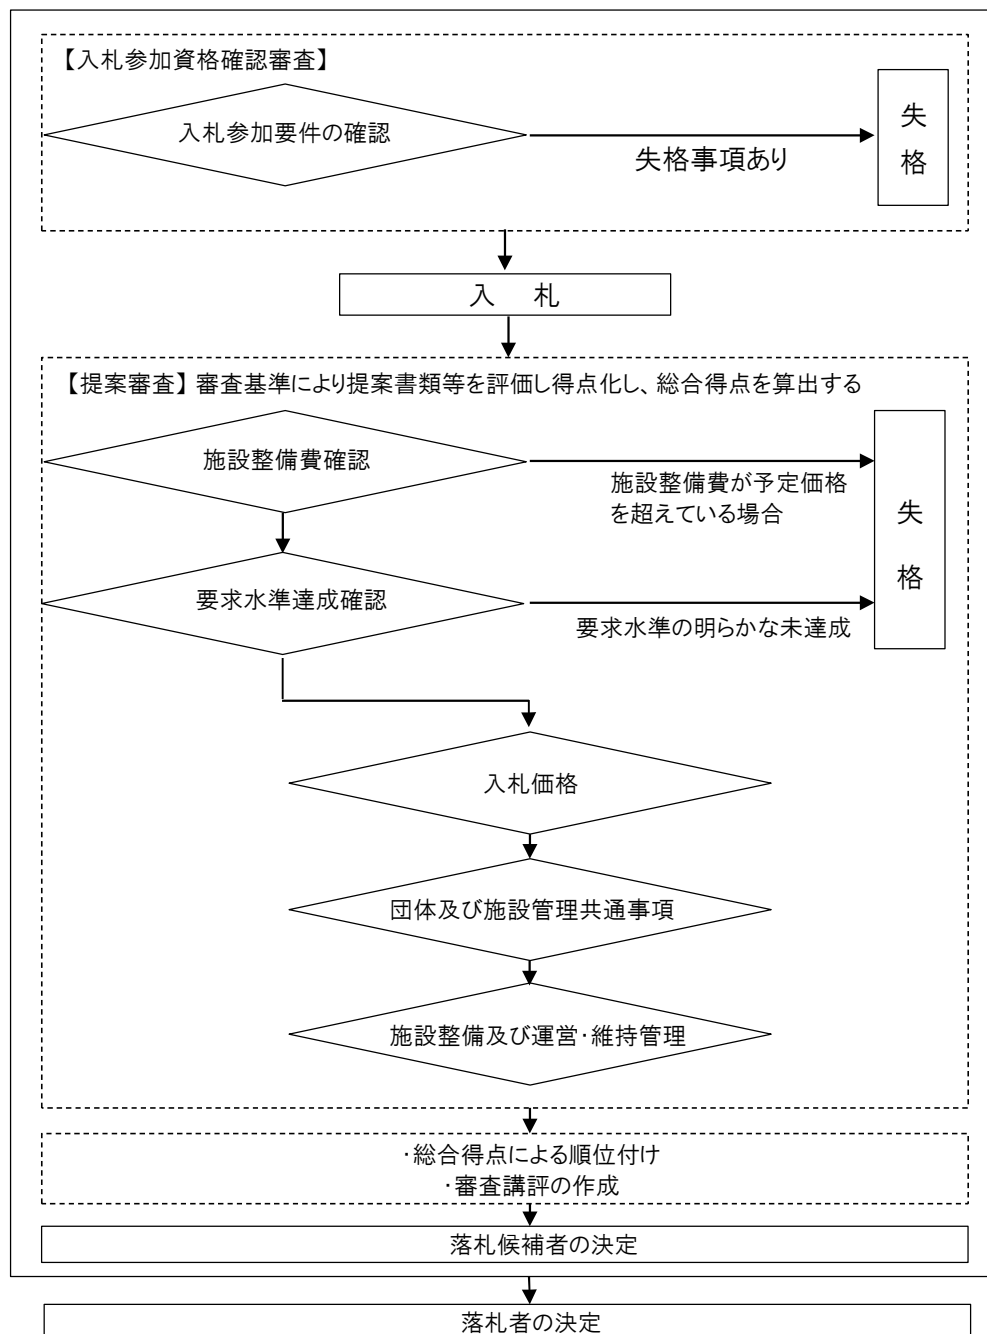 【入札参加資格確認審査】
入札参加要件の確認
失格事項あり
失
格
入　札
【提案審査】 審査基準により提案書類等を評価し得点化し、総合得点を算出する
施設整備費確認
施設整備費が予定価格
を超えている場合
失
格
要求水準達成確認
要求水準の明らかな未達成
入札価格
団体及び施設管理共通事項
施設整備及び運営・維持管理
・総合得点による順位付け
・審査講評の作成
落札候補者の決定
落札者の決定